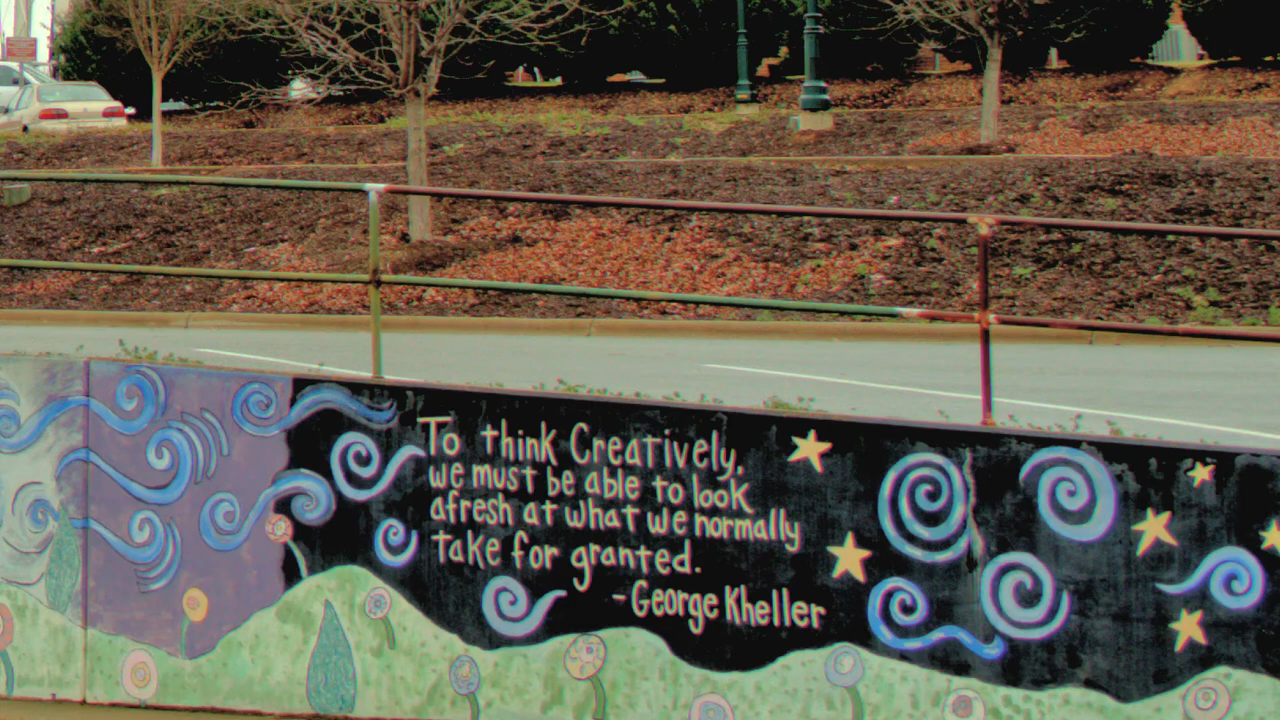 To think Creatively,
we must be able to look
afresh at what we normally
take for granted.
-George Kheller